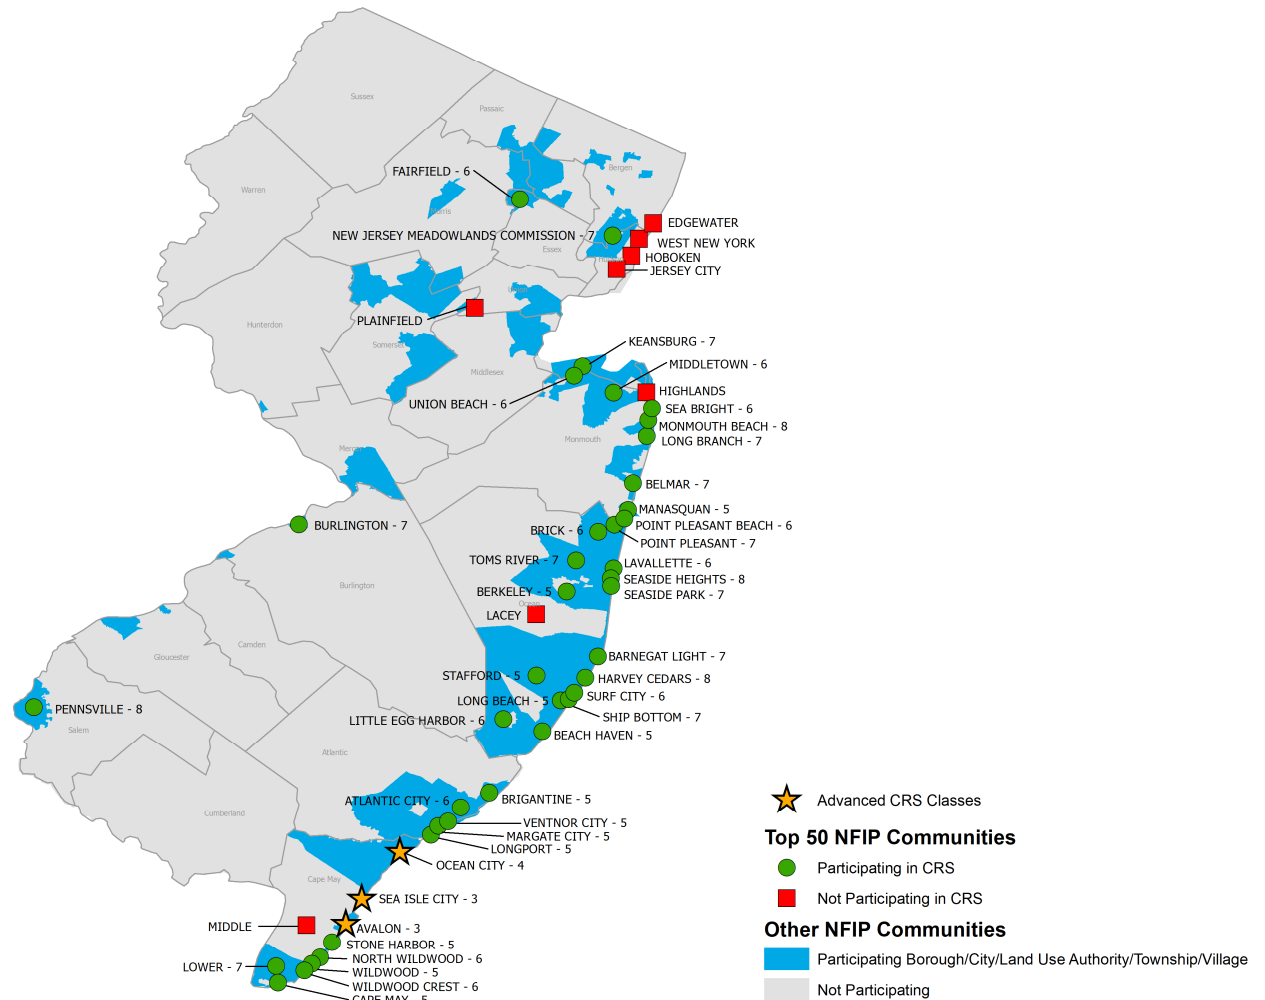 Sussex
Passaic
Bergen
FAIRFIELD - 6
Warren
Morris
EDGEWATER
NEW JERSEY MEADOWLANDS COMMISSION - 7
WEST NEW YORK
Essex
HOBOKEN
JERSEY CITY
Union
PLAINFIELD
Hunterdon
Somerset
KEANSBURG - 7
Middlesex
MIDDLETOWN - 6
HIGHLANDS
UNION BEACH - 6
SEA BRIGHT - 6
MONMOUTH BEACH - 8
Monmouth
LONG BRANCH - 7
Mercer
BELMAR - 7
MANASQUAN - 5
BURLINGTON - 7
BRICK - 6
POINT PLEASANT BEACH - 6
POINT PLEASANT - 7
TOMS RIVER - 7
LAVALLETTE - 6
SEASIDE HEIGHTS - 8
Burlington
BERKELEY - 5
SEASIDE PARK - 7
Ocean
LACEY
Camden
Gloucester
BARNEGAT LIGHT - 7
STAFFORD - 5
HARVEY CEDARS - 8
SURF CITY - 6
LONG BEACH - 5
PENNSVILLE - 8
SHIP BOTTOM - 7
LITTLE EGG HARBOR - 6
Salem
BEACH HAVEN - 5
Atlantic
ATLANTIC CITY - 6
BRIGANTINE - 5
Cumberland
VENTNOR CITY - 5
MARGATE CITY - 5
LONGPORT - 5
OCEAN CITY - 4
Cape May
SEA ISLE CITY - 3
MIDDLE
AVALON - 3
STONE HARBOR - 5
NORTH WILDWOOD - 6
LOWER - 7
WILDWOOD - 5
WILDWOOD CREST - 6
CAPE MAY - 5
Advanced CRS Classes
Top 50 NFIP Communities
Participating in CRS
Not Participating in CRS
Other NFIP Communities
Participating Borough/City/Land Use Authority/Township/Village
Not Participating